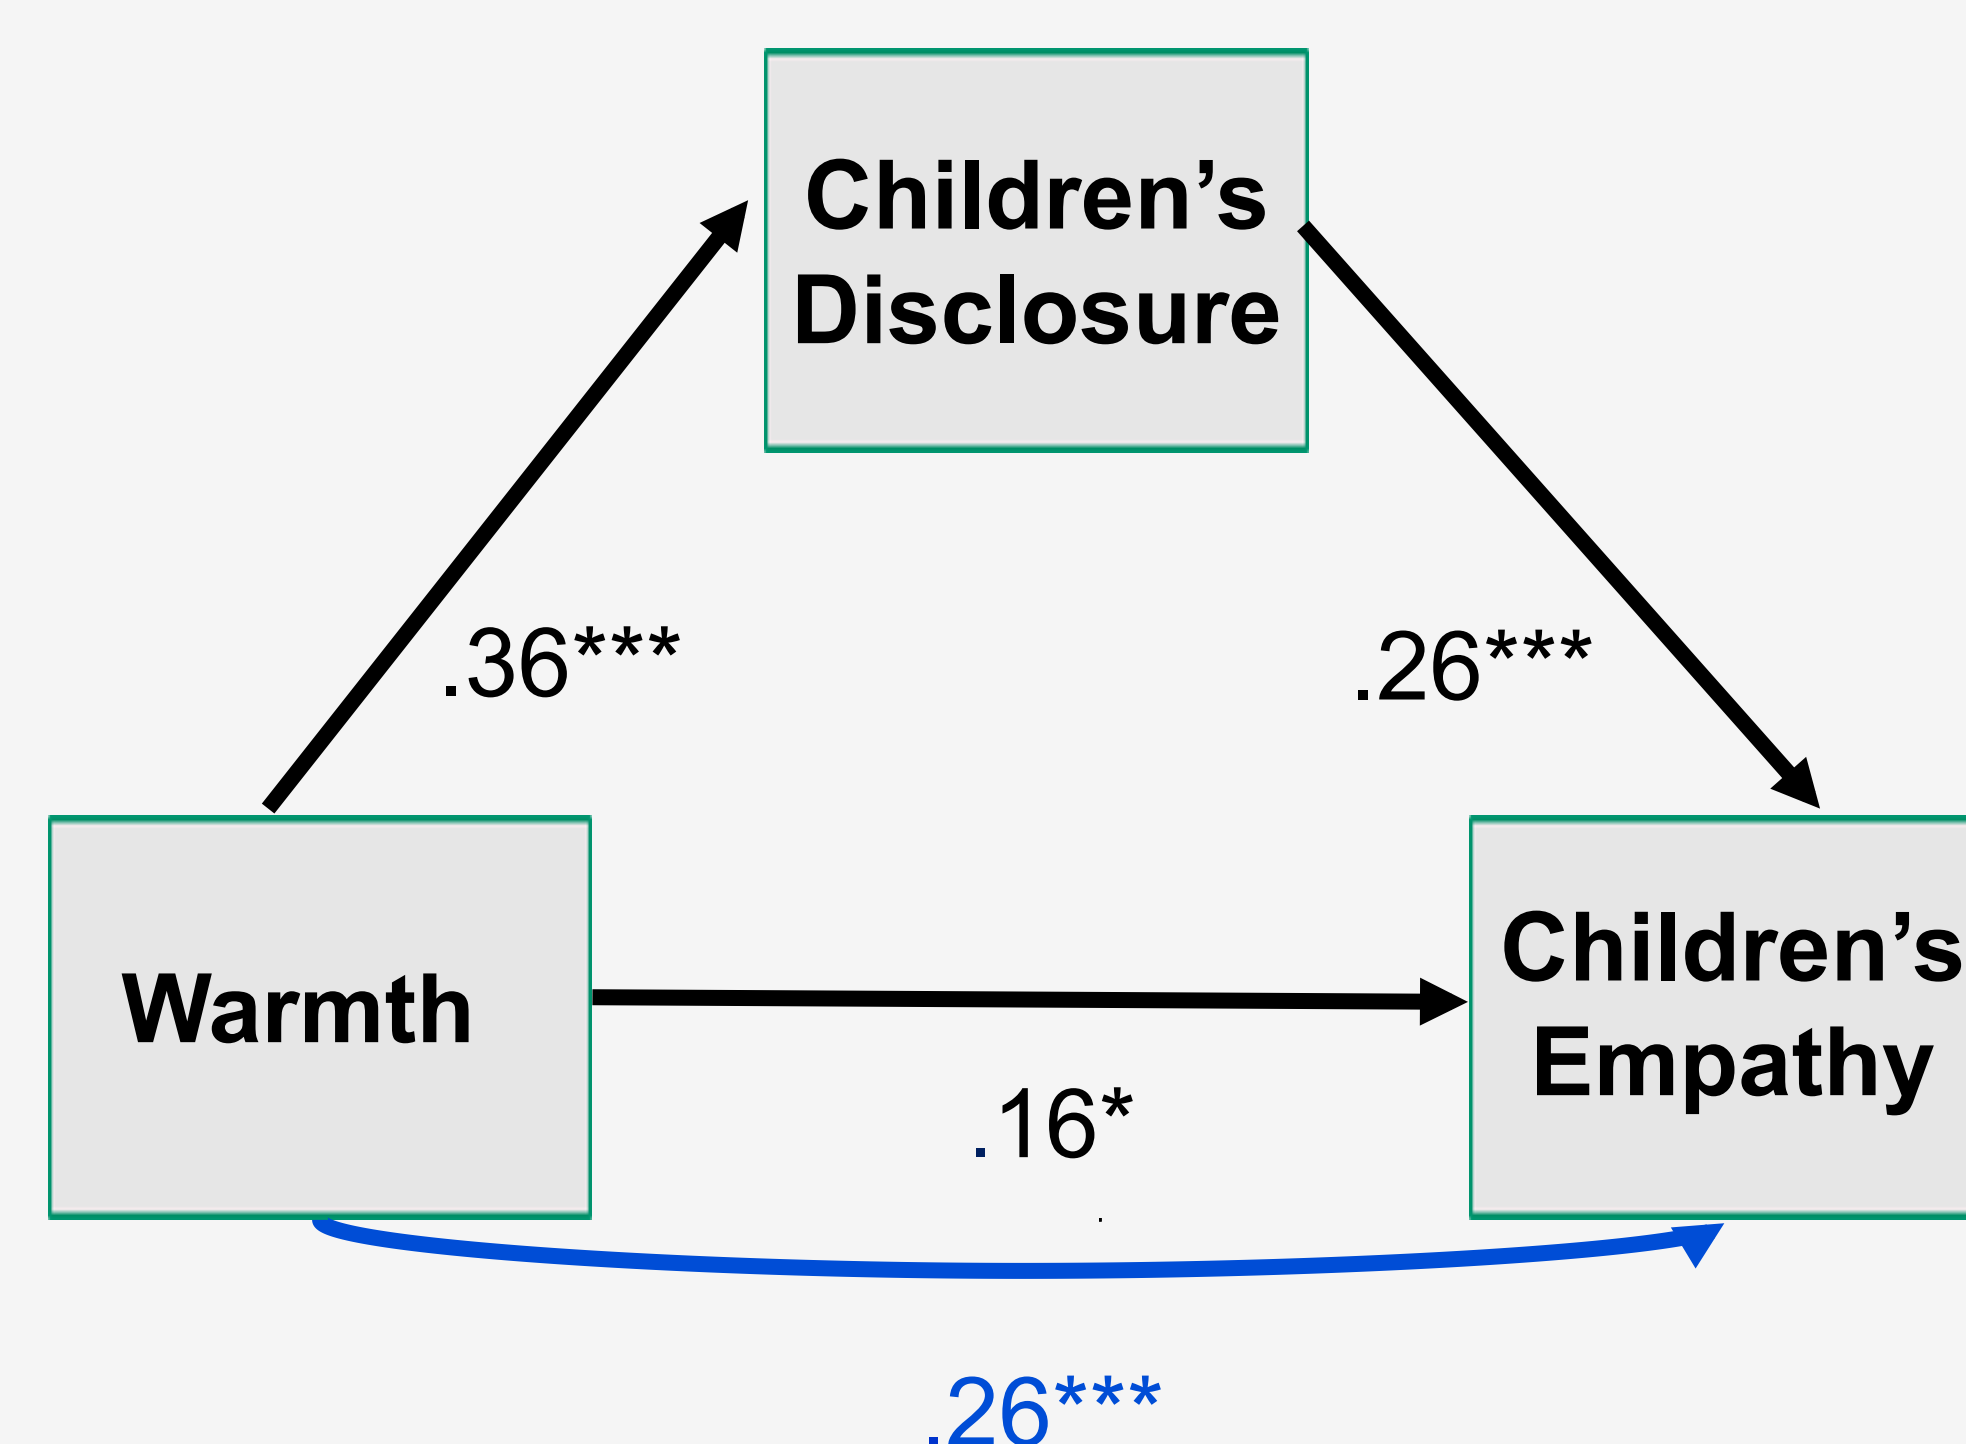 Children’s
Disclosure
.36***
.26***
Warmth
Children’s
Empathy
.16*
.26***